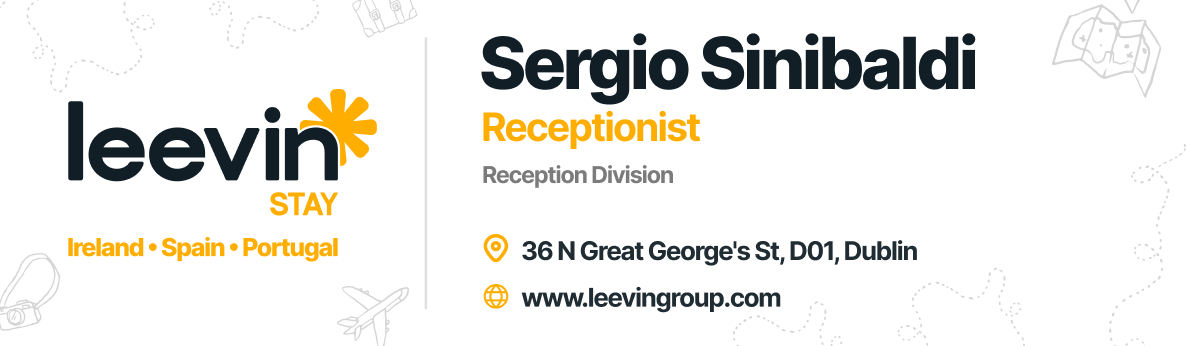 leevin
STAY
Ireland • Spain • Portugal
Sergio Sinibaldi
Receptionist
Reception Division
36 N Great George's St, D01, Dublin
www.leevingroup.com